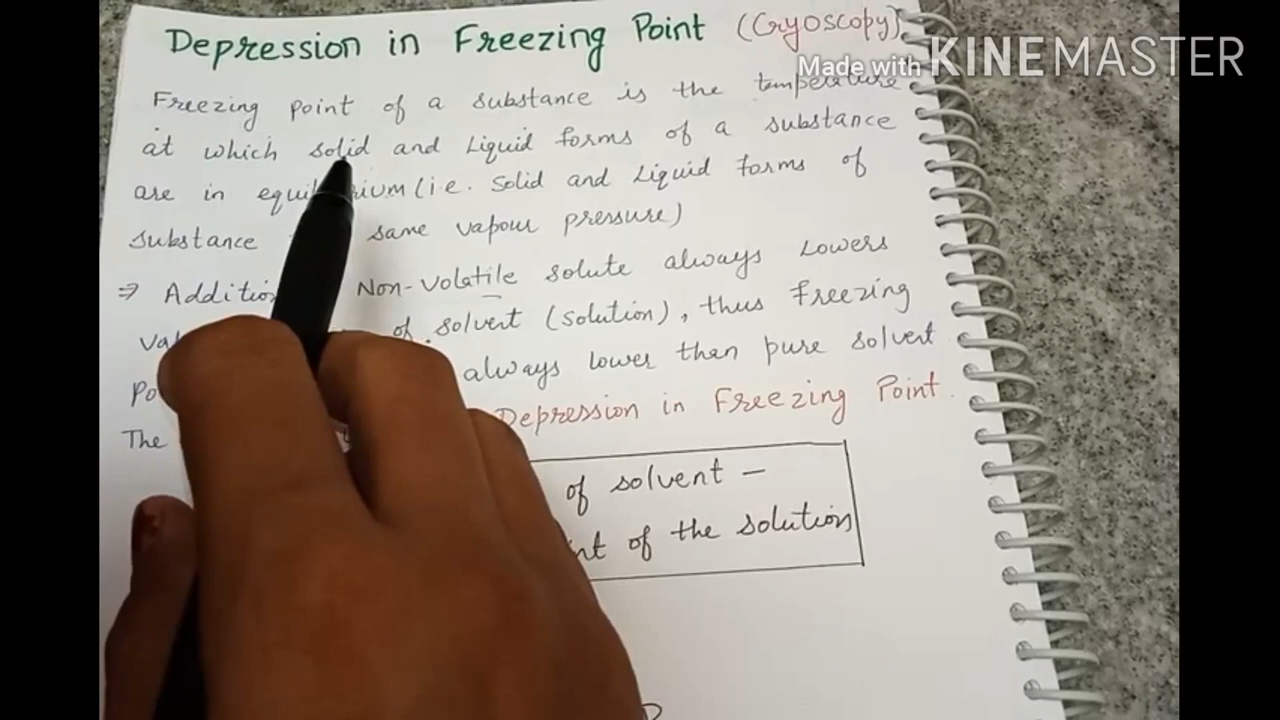 Depression in Freezing Point (Cryoscopy)
Made with KINEMASTER
Freezing point of a substance is the temperature
at which solid and Liquid forms of a substance
are in equi rium (i.e. Solid and Liquid forms of
substance same vapour pressure)
⇒ Addition Non-Volatile solute always Lowers
of solvent (solution), thus Freezing
always lower than pure solvent
The Depression in Freezing Point.
of solvent –
of the solution